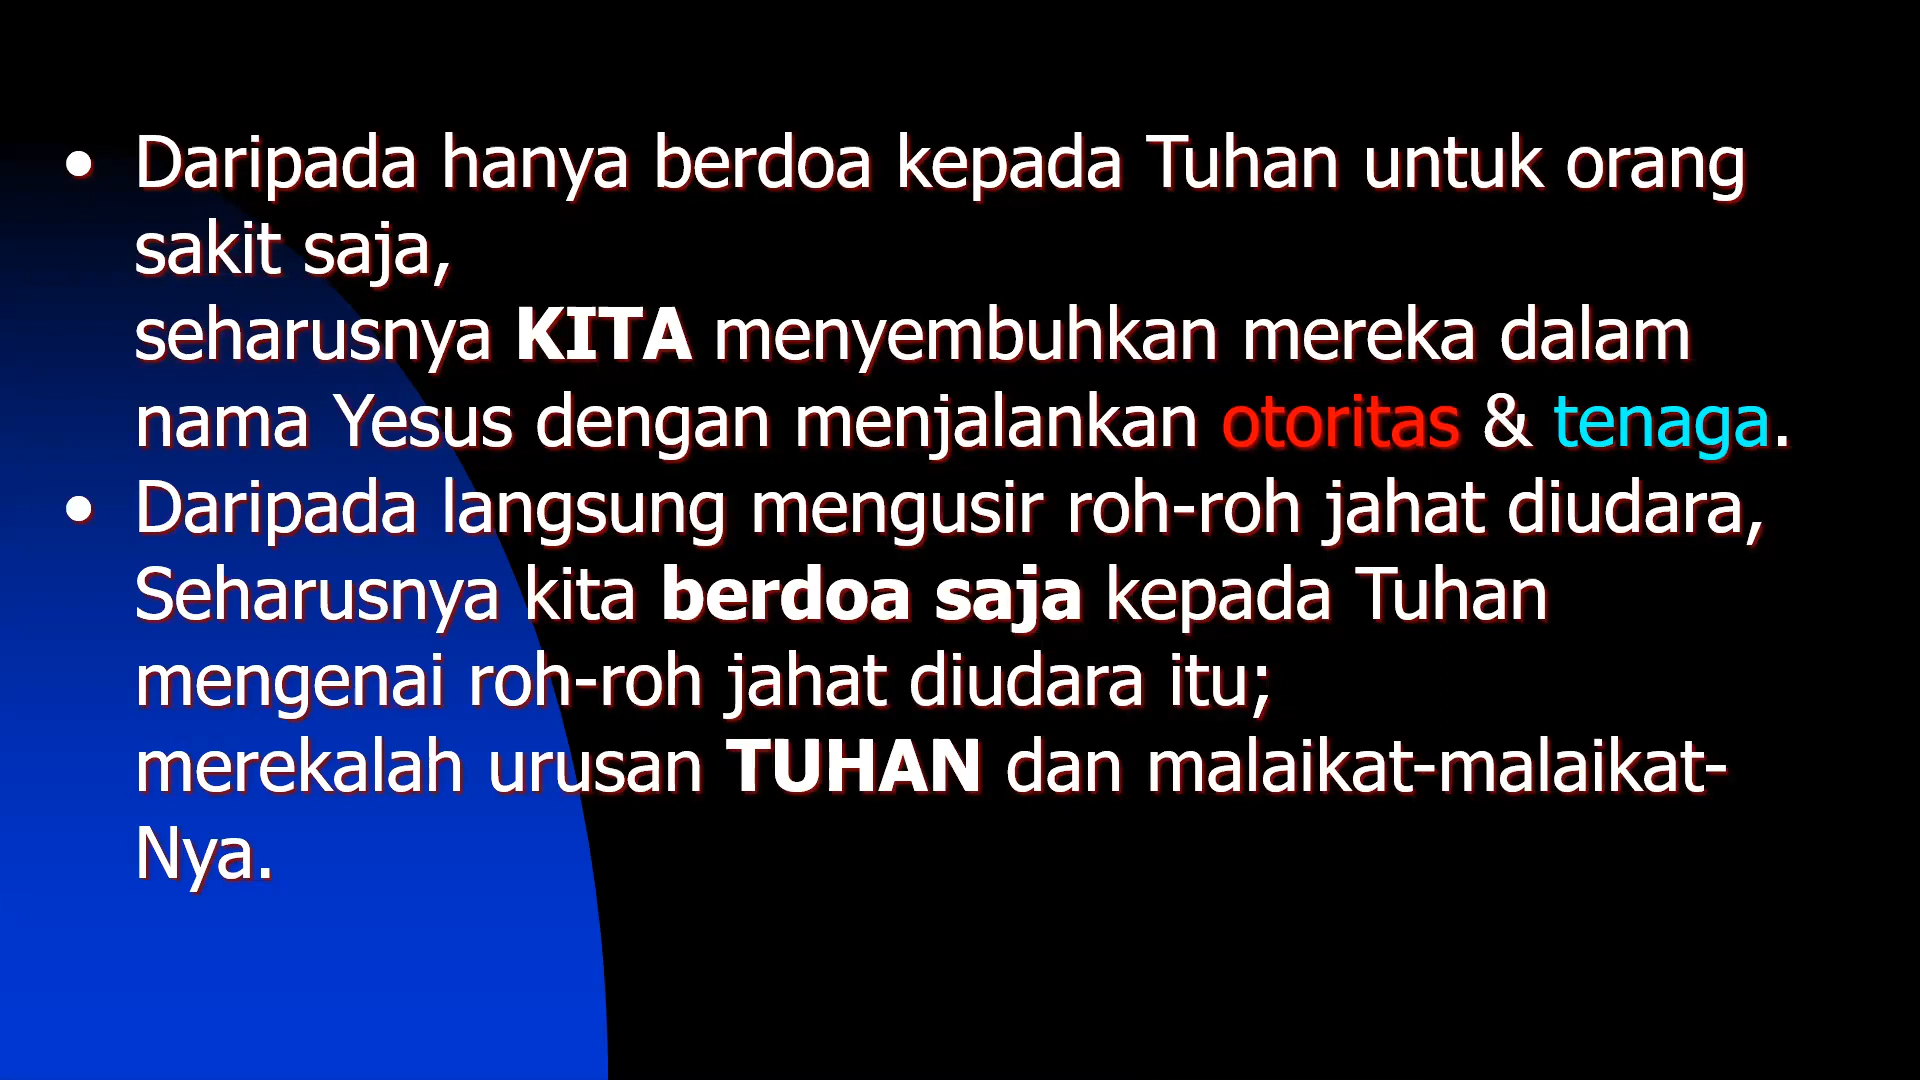 • Daripada hanya berdoa kepada Tuhan untuk orang
sakit saja,
seharusnya KITA menyembuhkan mereka dalam
nama Yesus dengan menjalankan otoritas & tenaga.
• Daripada langsung mengusir roh-roh jahat diudara,
Seharusnya kita berdoa saja kepada Tuhan
mengenai roh-roh jahat diudara itu;
merekalah urusan TUHAN dan malaikat-malaikat-
Nya.